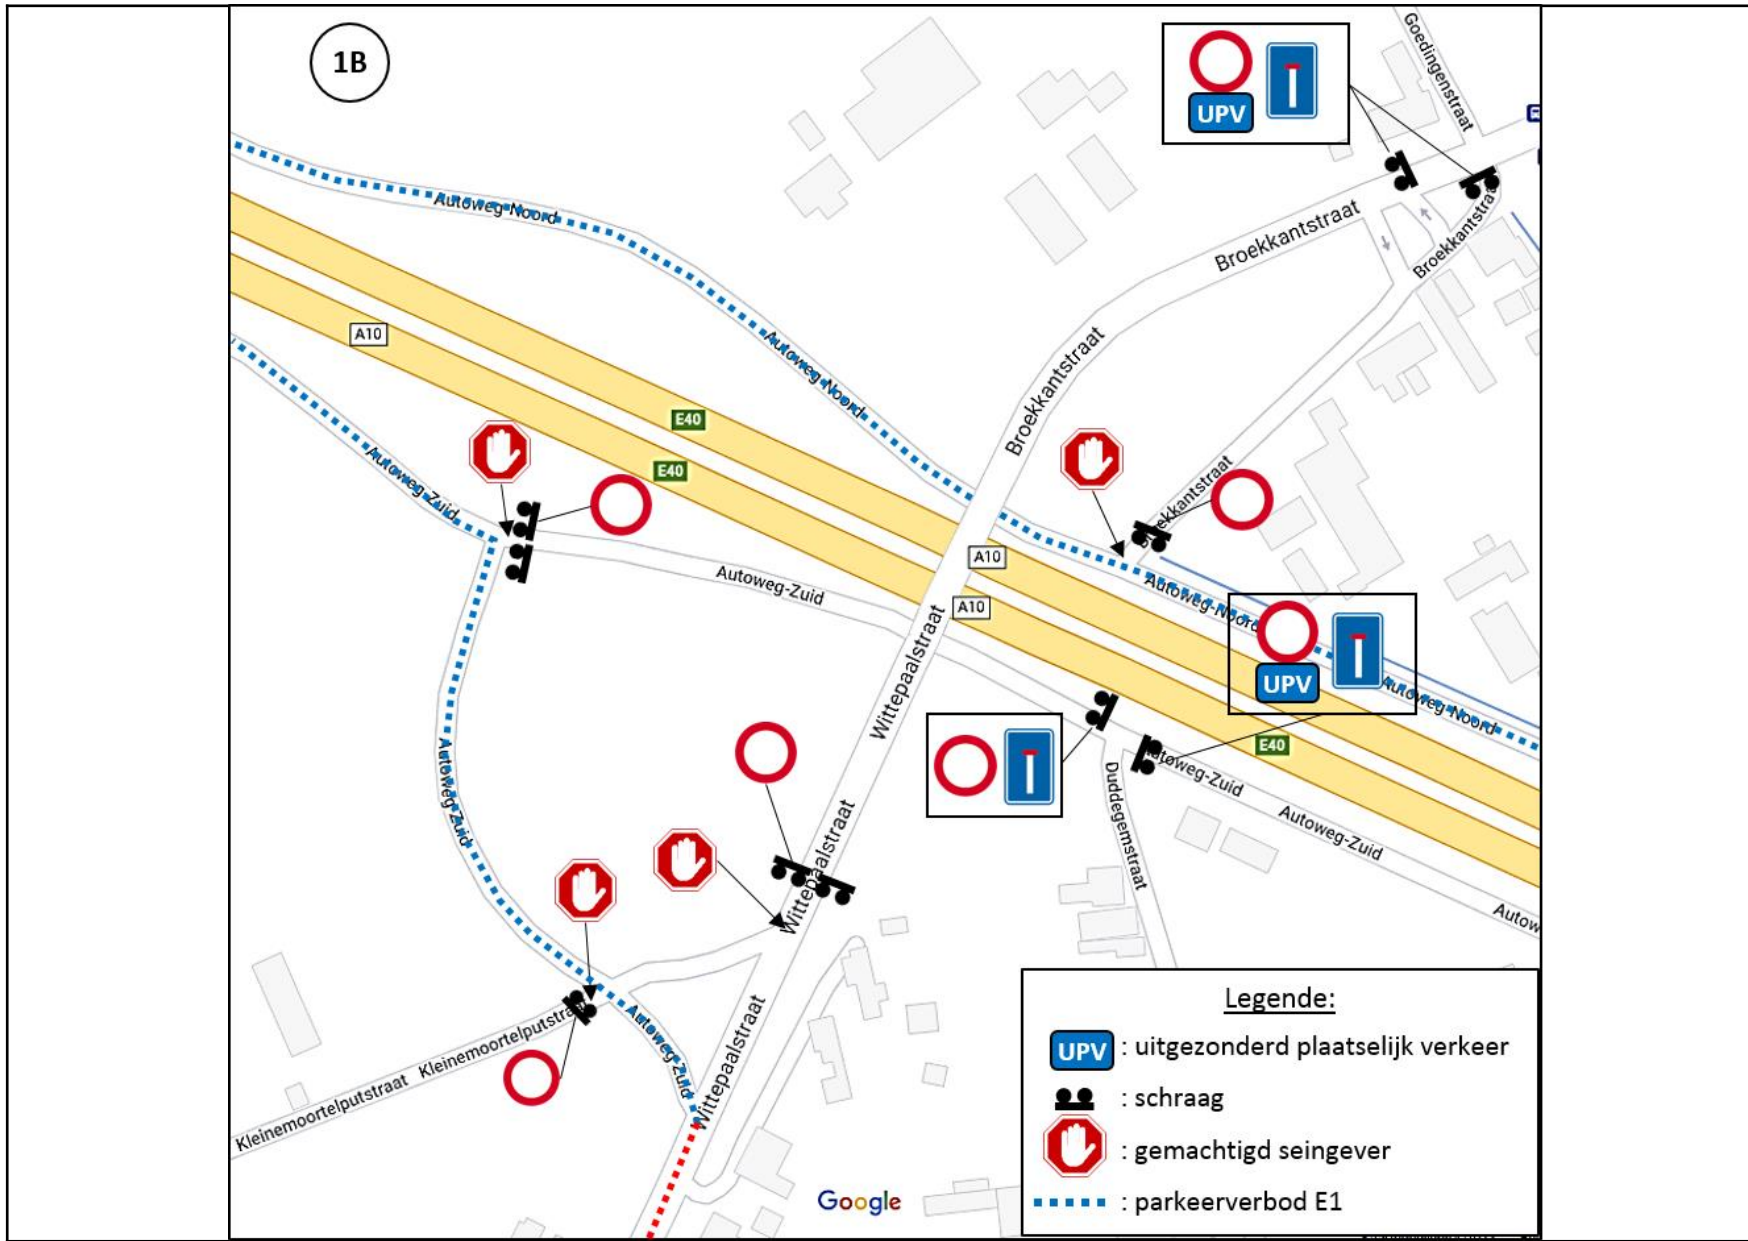 1B
UPV
Goedingenstraat
Autoweg-Noord
Broekkantstraat
Broekkantstraat
A10
Autoweg-Noord
Broekkantstraat
E40
E40
Autoweg-Zuid
Broekkantstraat
A10
Autoweg-Zuid
Autoweg-Noord
A10
Wittepaalstraat
UPV
Autoweg-Noord
E40
Autoweg-Zuid
Autoweg-Zuid
Duddegemstraat
Autoweg-Zuid
Wittepaalstraat
Autow
Kleinemoortelputstraat
Kleinemoortelputstraat
Autoweg-Zuid
Wittepaalstraat
Google
Legende:
UPV : uitgezonderd plaatselijk verkeer
: schraag
: gemachtigd seingever
: parkeerverbod E1